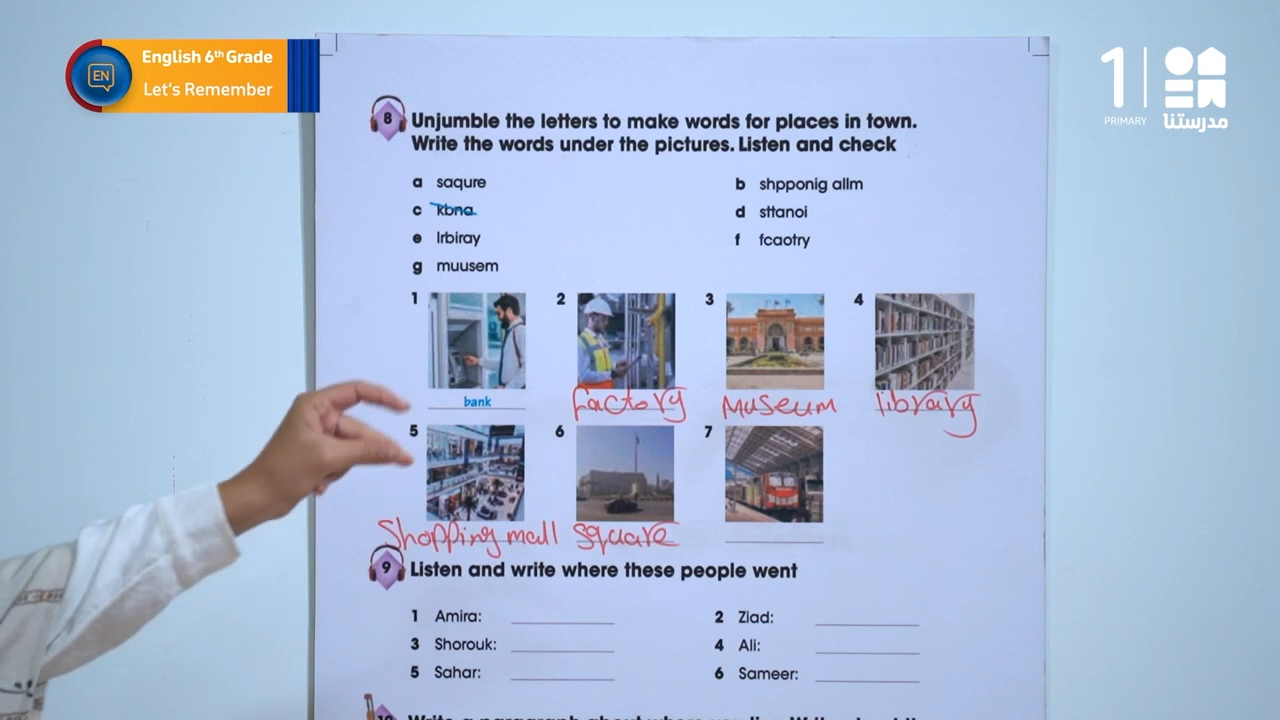 English 6th Grade
EN
Let's Remember
1
PRIMARY
مدرستنا
8 Unjumble the letters to make words for places in town.
Write the words under the pictures. Listen and check
a saqure
b shpponig allm
c kbna
d sttanoi
e lrbiray
f fcaotry
g muusem
1 2 3 4
bank factory Museum library
5 6 7
Shopping mall square
9 Listen and write where these people went
1 Amira: 2 Ziad:
3 Shorouk: 4 Ali:
5 Sahar: 6 Sameer: